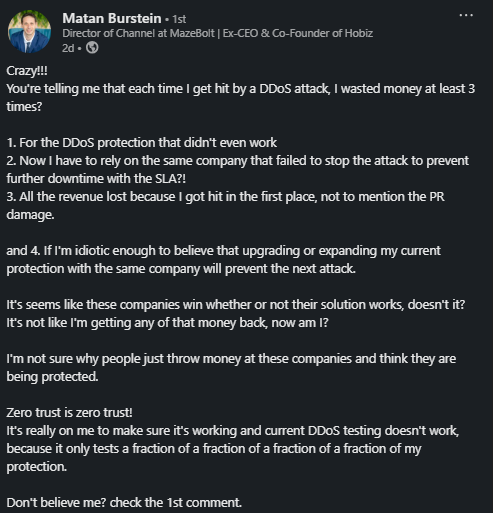 Matan Burstein • 1st
Director of Channel at MazeBolt | Ex-CEO & Co-Founder of Hobiz
2d •
Crazy!!!
You're telling me that each time I get hit by a DDoS attack, I wasted money at least 3
times?
1. For the DDoS protection that didn't even work
2. Now I have to rely on the same company that failed to stop the attack to prevent
further downtime with the SLA?!
3. All the revenue lost because I got hit in the first place, not to mention the PR
damage.
and 4. If I'm idiotic enough to believe that upgrading or expanding my current
protection with the same company will prevent the next attack.
It's seems like these companies win whether or not their solution works, doesn't it?
It's not like I'm getting any of that money back, now am I?
I'm not sure why people just throw money at these companies and think they are
being protected.
Zero trust is zero trust!
It's really on me to make sure it's working and current DDoS testing doesn't work,
because it only tests a fraction of a fraction of a fraction of a fraction of my
protection.
Don't believe me? check the 1st comment.